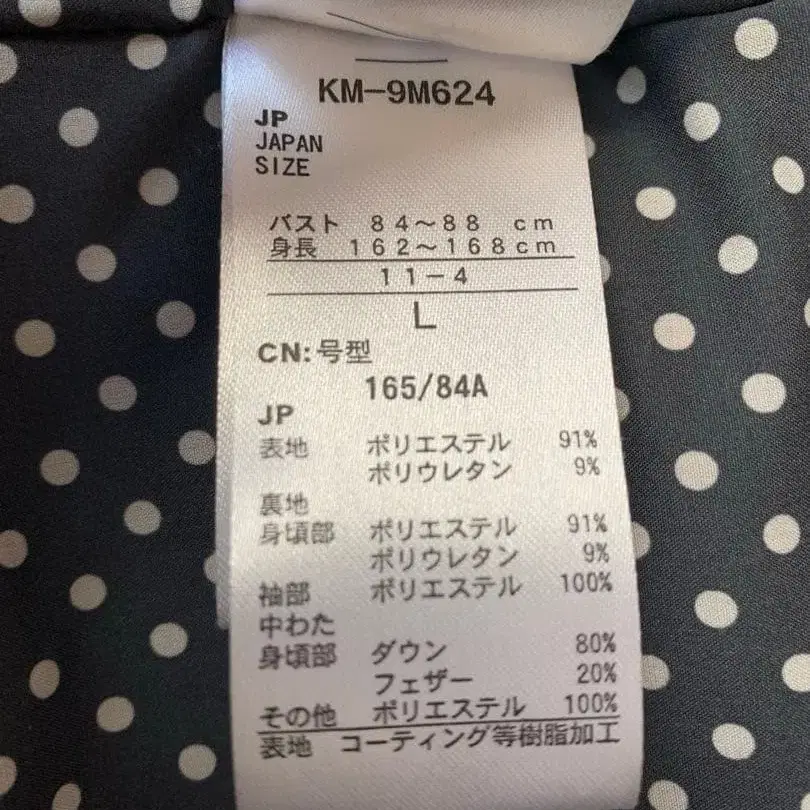 KM-9M624
JP
JAPAN
SIZE
バスト 84~88 cm
身長 162~168cm
11-4
L
CN:号型
165/84A
JP
表地 ポリエステル 91%
ポリウレタン 9%
裏地
身頃部 ポリエステル 91%
ポリウレタン 9%
袖部 ポリエステル 100%
中わた
身頃部 ダウン 80%
フェザー 20%
その他 ポリエステル 100%
表地 コーティング等樹脂加工